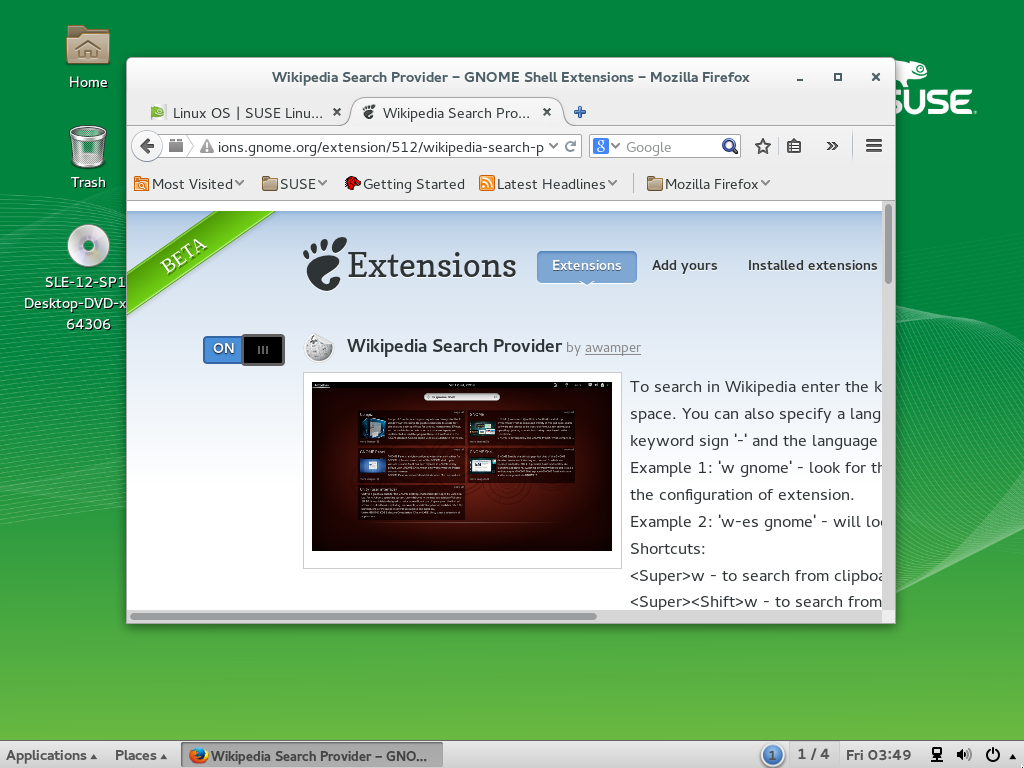 Home
Trash
SLE-12-SP1
Desktop-DVD-x
64306
SUSE
Wikipedia Search Provider – GNOME Shell Extensions – Mozilla Firefox
Linux OS | SUSE Linu...
Wikipedia Search Pro...
ions.gnome.org/extension/512/wikipedia-search-p
8
Google
Most Visited
SUSE
Getting Started
Latest Headlines
Mozilla Firefox
BETA
Extensions
Extensions
Add yours
Installed extensions
ON
Wikipedia Search Provider by awamper
To search in Wikipedia enter the k
space. You can also specify a lang
keyword sign '-' and the language
Example 1: 'w gnome' - look for th
the configuration of extension.
Example 2: 'w-es gnome' - will loo
Shortcuts:
<Super>w - to search from clipboa
<Super><Shift>w - to search from
Applications
Places
Wikipedia Search Provider – GNO...
1
1 / 4
Fri 03:49